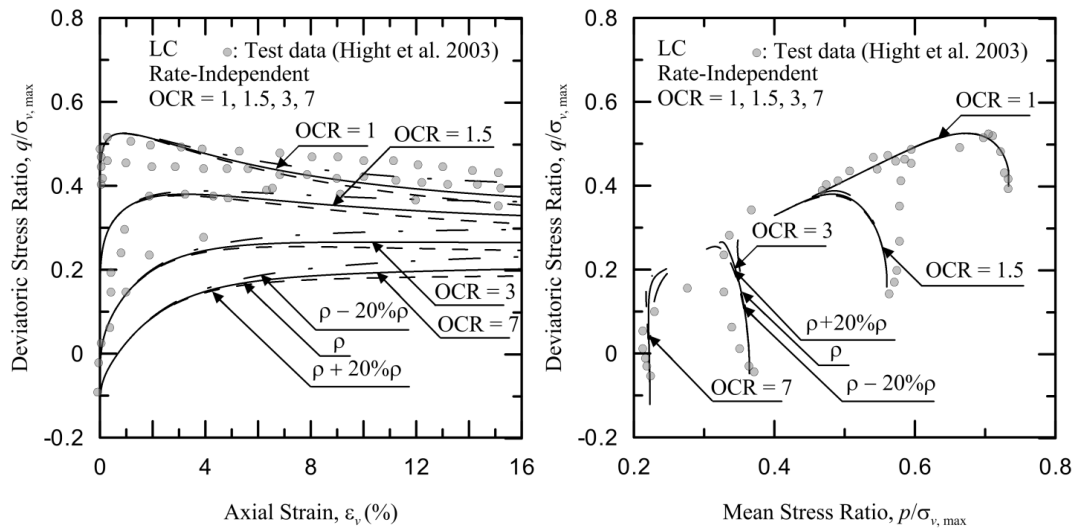 0.8
0.6
0.4
0.2
0
-0.2
Deviatoric Stress Ratio, q/σv, max
LC
: Test data (Hight et al. 2003)
Rate-Independent
OCR = 1, 1.5, 3, 7
OCR = 1
OCR = 1.5
OCR = 3
OCR = 7
ρ − 20%ρ
ρ
ρ + 20%ρ
0 4 8 12 16
Axial Strain, εv (%)
0.8
0.6
0.4
0.2
0
-0.2
Deviatoric Stress Ratio, q/σv, max
LC
: Test data (Hight et al. 2003)
Rate-Independent
OCR = 1, 1.5, 3, 7
OCR = 1
OCR = 3
OCR = 1.5
ρ+20%ρ
ρ
OCR = 7
ρ − 20%ρ
0.2 0.4 0.6 0.8
Mean Stress Ratio, p/σv, max